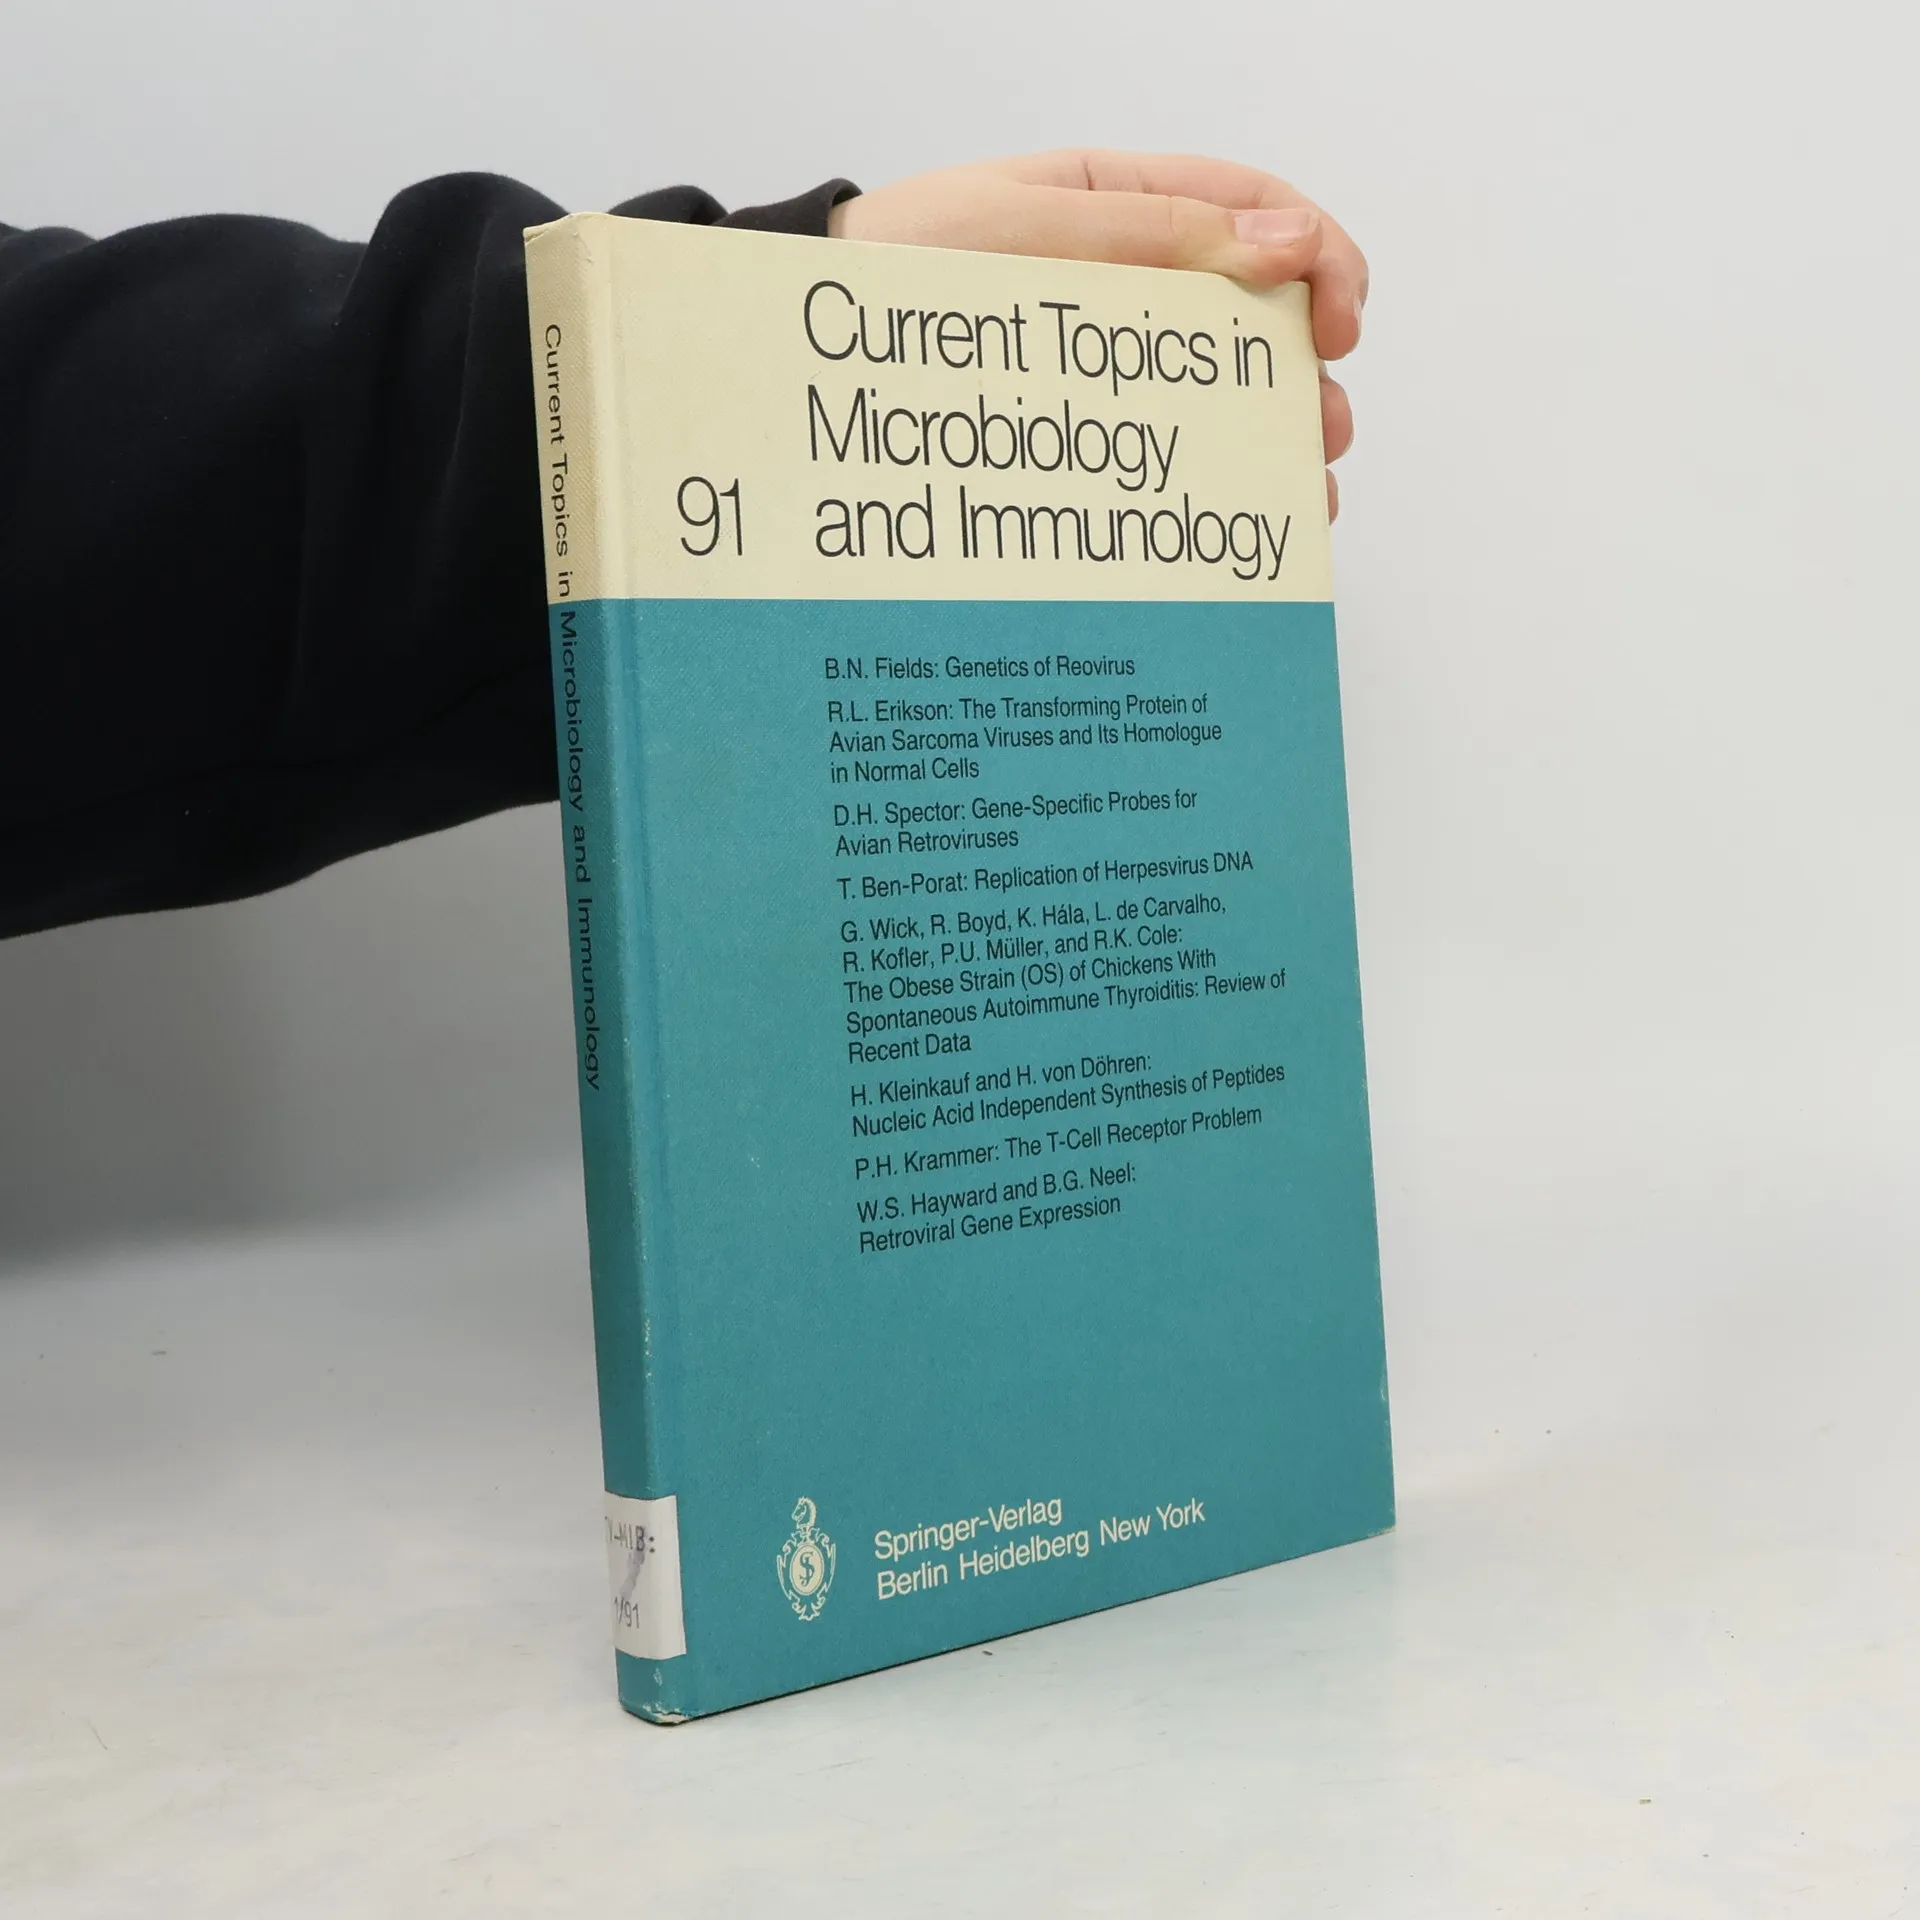 Current Topics in
Microbiology
91 and Immunology
B.N. Fields: Genetics of Reovirus
R.L. Erikson: The Transforming Protein of
Avian Sarcoma Viruses and Its Homologue
in Normal Cells
D.H. Spector: Gene-Specific Probes for
Avian Retroviruses
T. Ben-Porat: Replication of Herpesvirus DNA
G. Wick, R. Boyd, K. Hála, L. de Carvalho,
R. Kofler, P.U. Müller, and R.K. Cole:
The Obese Strain (OS) of Chickens With
Spontaneous Autoimmune Thyroiditis: Review of
Recent Data
H. Kleinkauf and H. von Döhren:
Nucleic Acid Independent Synthesis of Peptides
P.H. Krammer: The T-Cell Receptor Problem
W.S. Hayward and B.G. Neel:
Retroviral Gene Expression
Springer-Verlag
Berlin Heidelberg New York
Current Topics in Microbiology and Immunology
/91